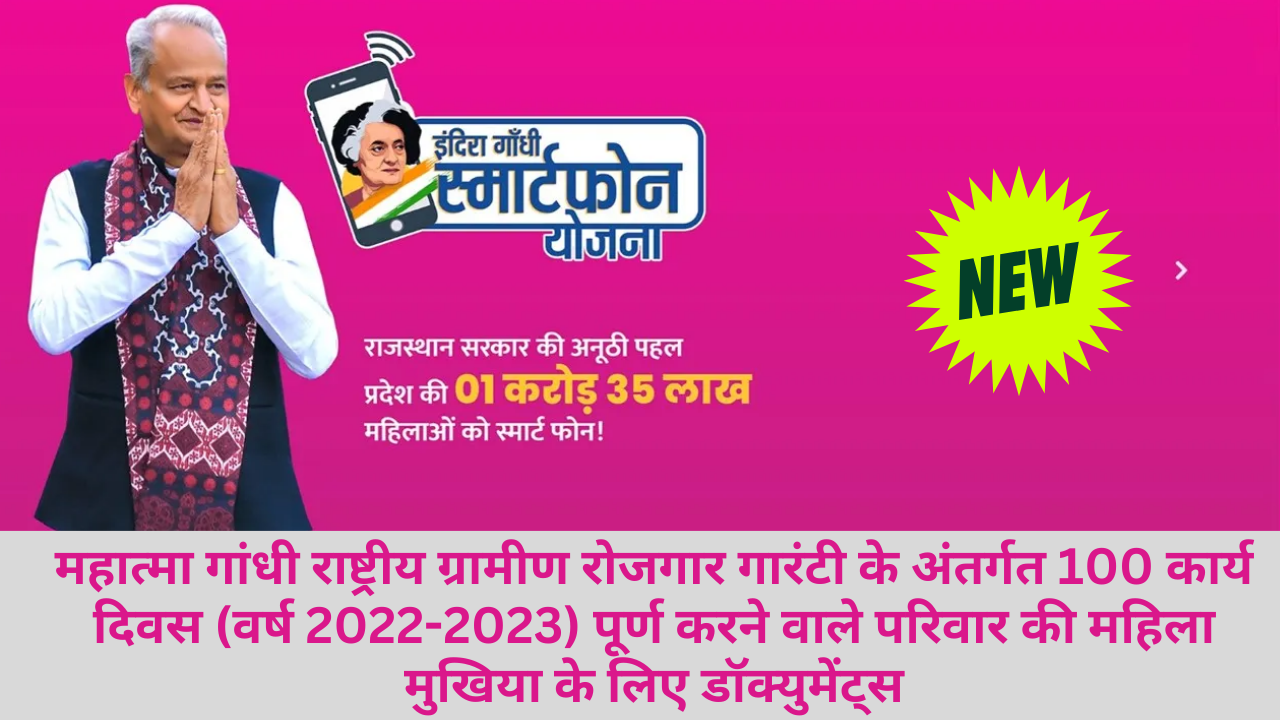 इंदिरा गाँधी
स्मार्टफोन
योजना
NEW
राजस्थान सरकार की अनूठी पहल
प्रदेश की 01 करोड़ 35 लाख
महिलाओं को स्मार्ट फोन!
महात्मा गांधी राष्ट्रीय ग्रामीण रोजगार गारंटी के अंतर्गत 100 कार्य
दिवस (वर्ष 2022-2023) पूर्ण करने वाले परिवार की महिला
मुखिया के लिए डॉक्युमेंट्स